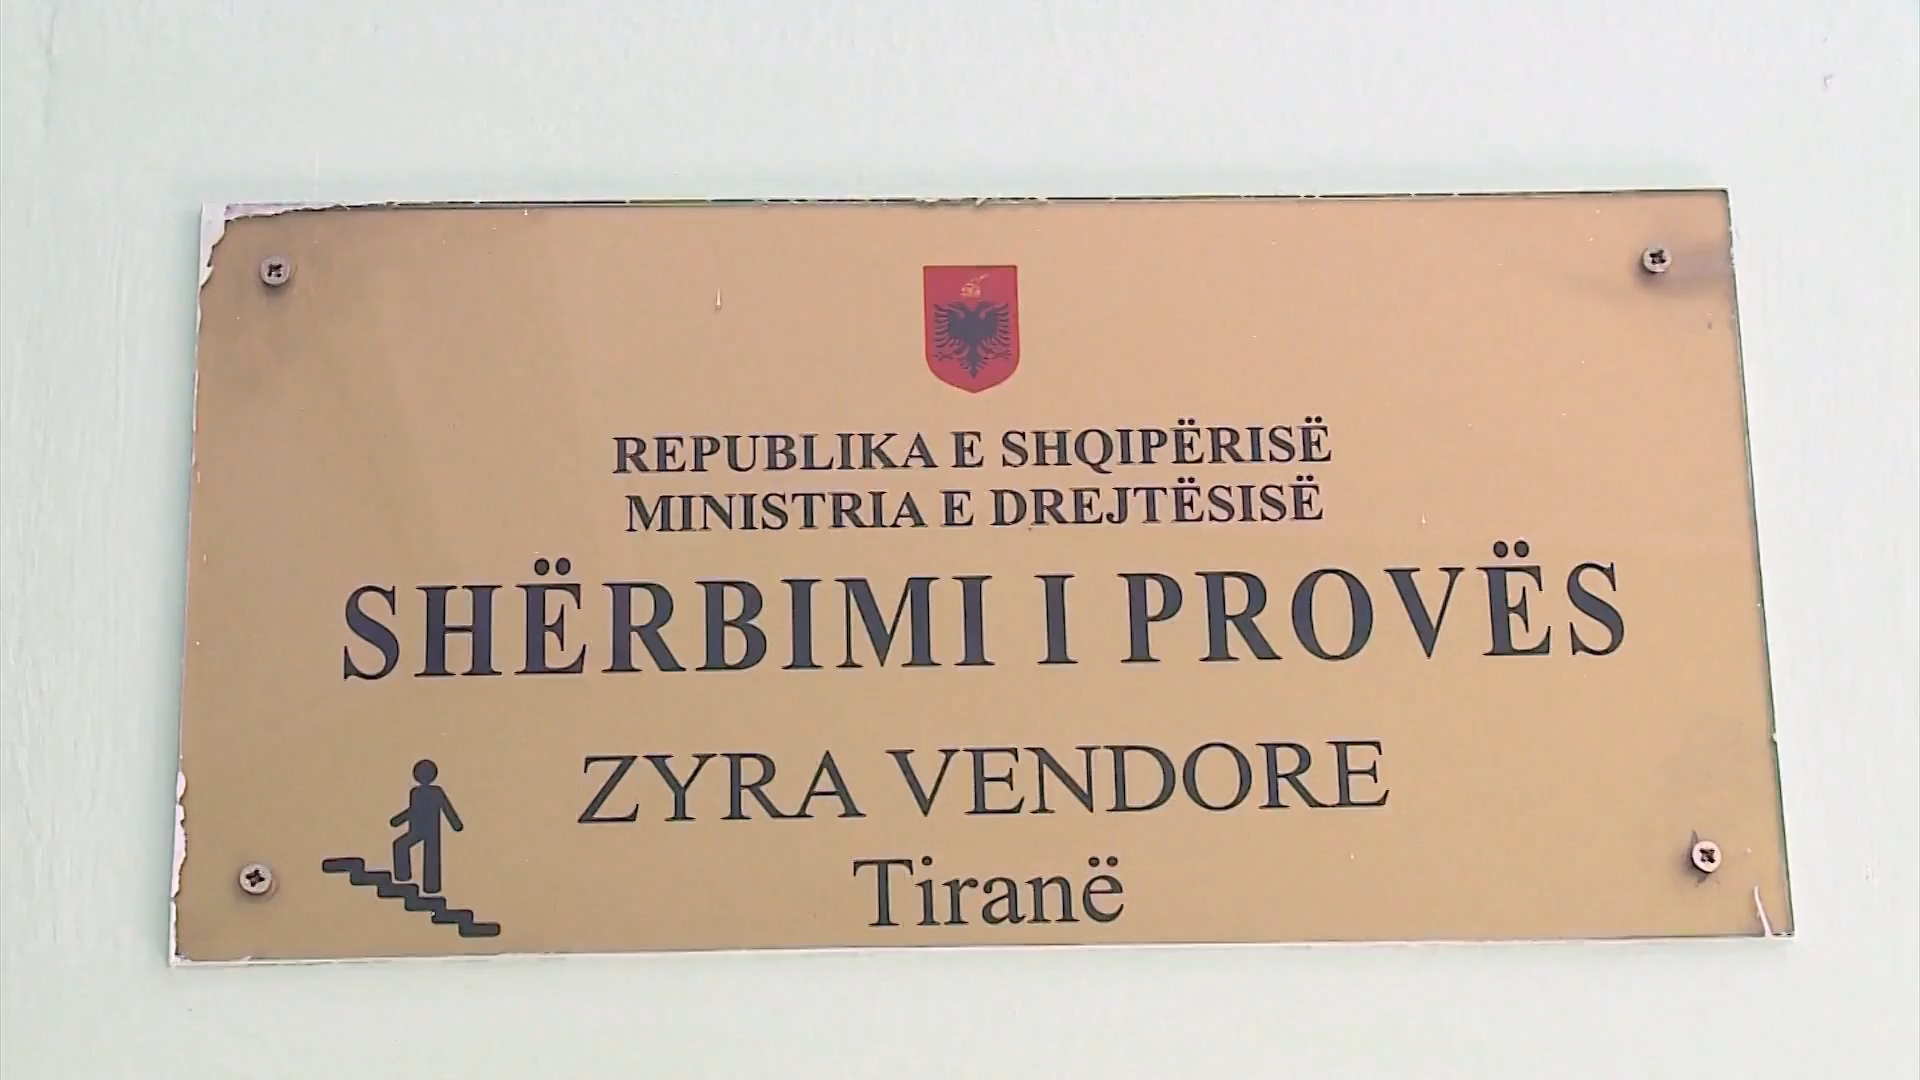 REPUBLIKA E SHQIPËRISË
MINISTRIA E DREJTËSISË
SHËRBIMI I PROVËS
ZYRA VENDORE
Tiranë